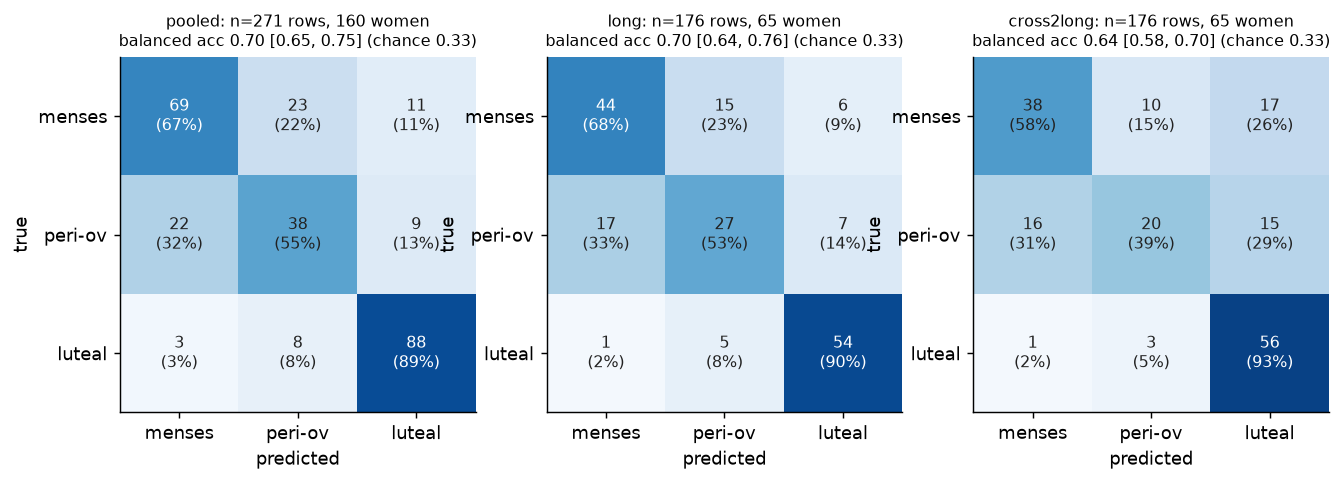 pooled: n=271 rows, 160 women
balanced acc 0.70 [0.65, 0.75] (chance 0.33)
true
menses
peri-ov
luteal
69
(67%)
23
(22%)
11
(11%)
22
(32%)
38
(55%)
9
(13%)
3
(3%)
8
(8%)
88
(89%)
menses
peri-ov
luteal
predicted
long: n=176 rows, 65 women
balanced acc 0.70 [0.64, 0.76] (chance 0.33)
true
menses
peri-ov
luteal
44
(68%)
15
(23%)
6
(9%)
17
(33%)
27
(53%)
7
(14%)
1
(2%)
5
(8%)
54
(90%)
menses
peri-ov
luteal
predicted
cross2long: n=176 rows, 65 women
balanced acc 0.64 [0.58, 0.70] (chance 0.33)
true
menses
peri-ov
luteal
38
(58%)
10
(15%)
17
(26%)
16
(31%)
20
(39%)
15
(29%)
1
(2%)
3
(5%)
56
(93%)
menses
peri-ov
luteal
predicted